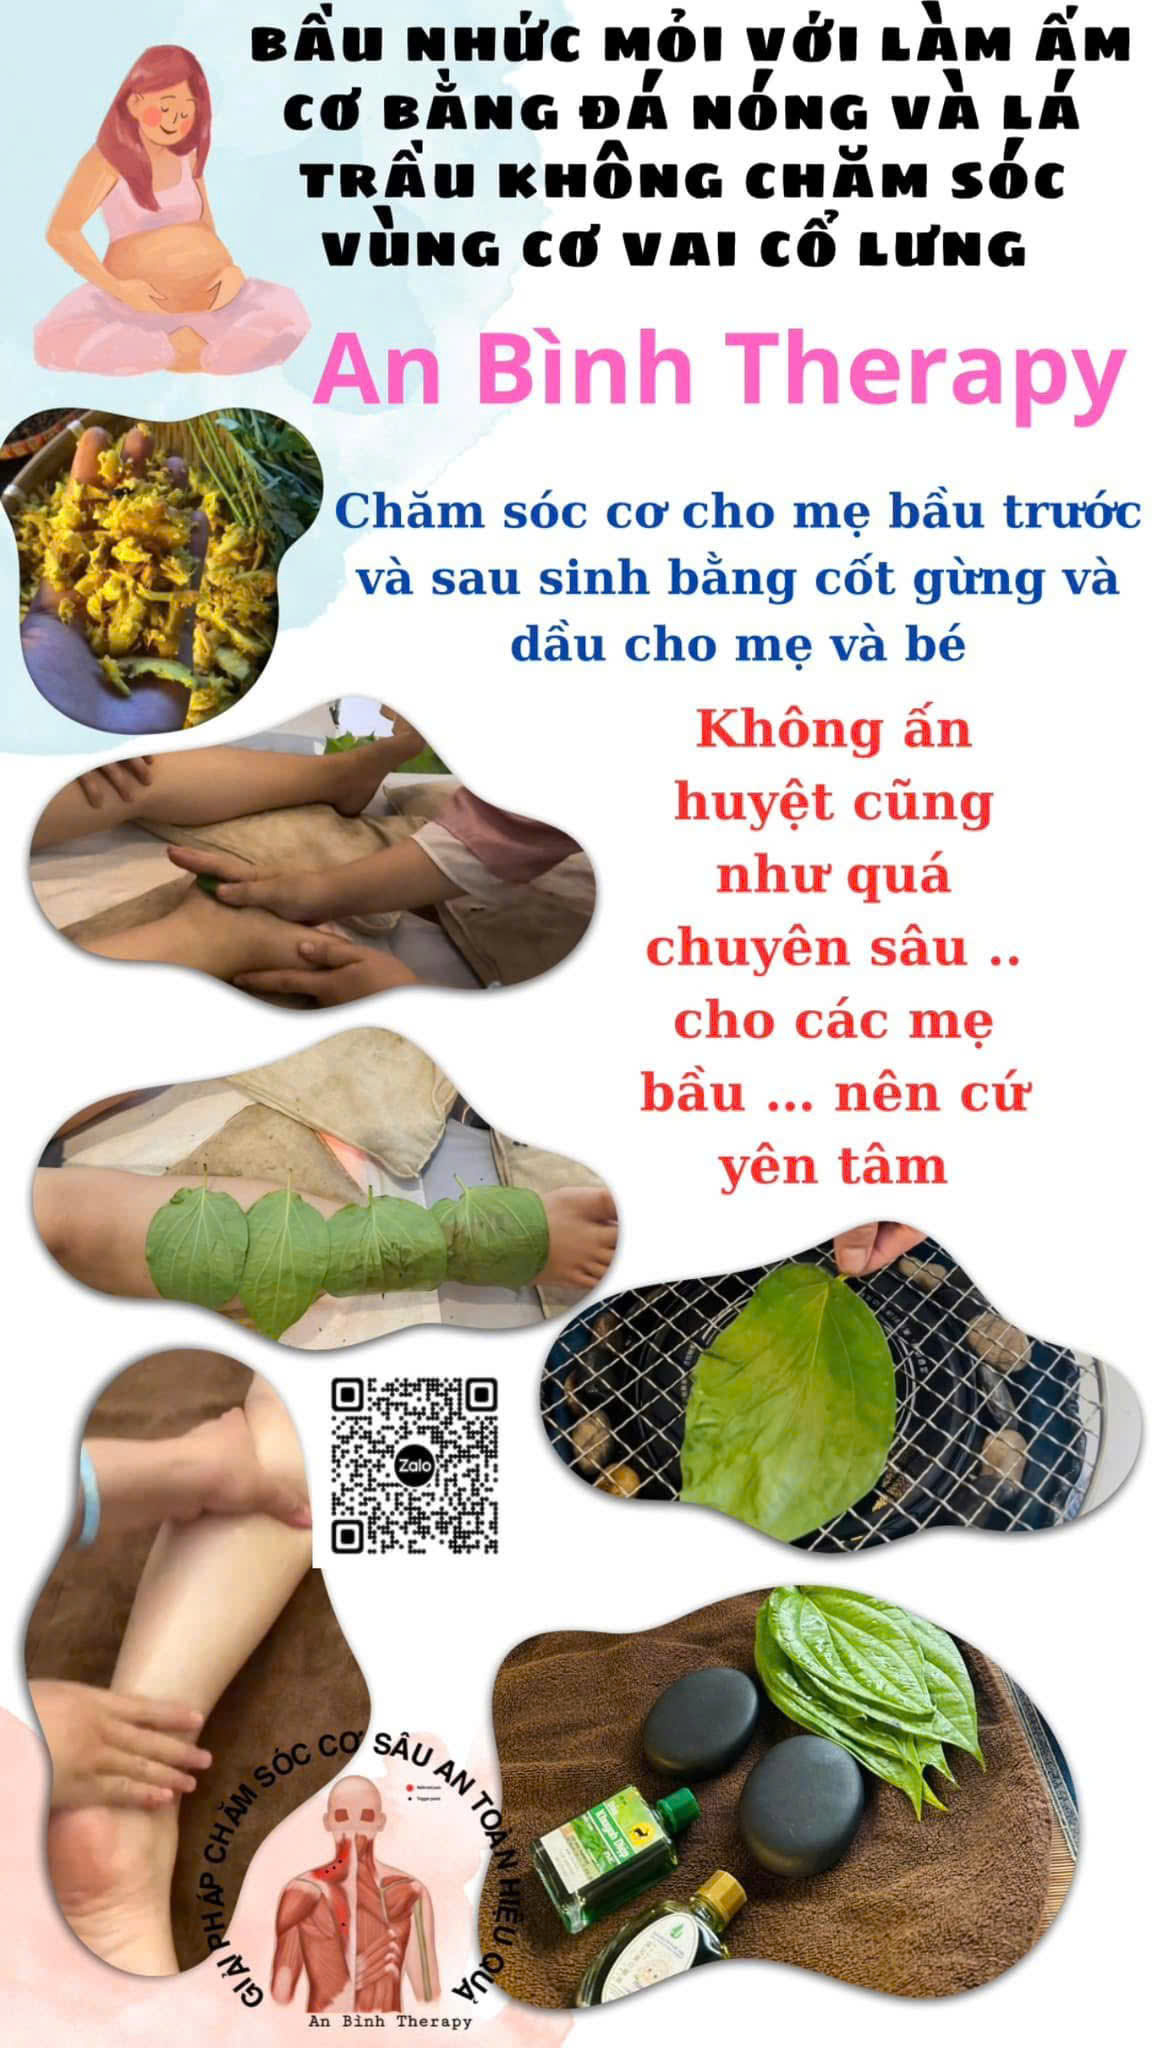 BẦU NHỨC MỎI VỚI LÀM ẤM
CƠ BẰNG ĐÁ NÓNG VÀ LÁ
TRẦU KHÔNG CHĂM SÓC
VÙNG CƠ VAI CỔ LƯNG
An Bình Therapy
Chăm sóc cơ cho mẹ bầu trước
và sau sinh bằng cốt gừng và
dầu cho mẹ và bé
Không ấn
huyệt cũng
như quá
chuyên sâu ..
cho các mẹ
bầu ... nên cứ
yên tâm
Zalo
GIẢI PHÁP CHĂM SÓC CƠ SÂU AN TOÀN HIỆU QUẢ
Khuynh Diệp
An Bình Therapy